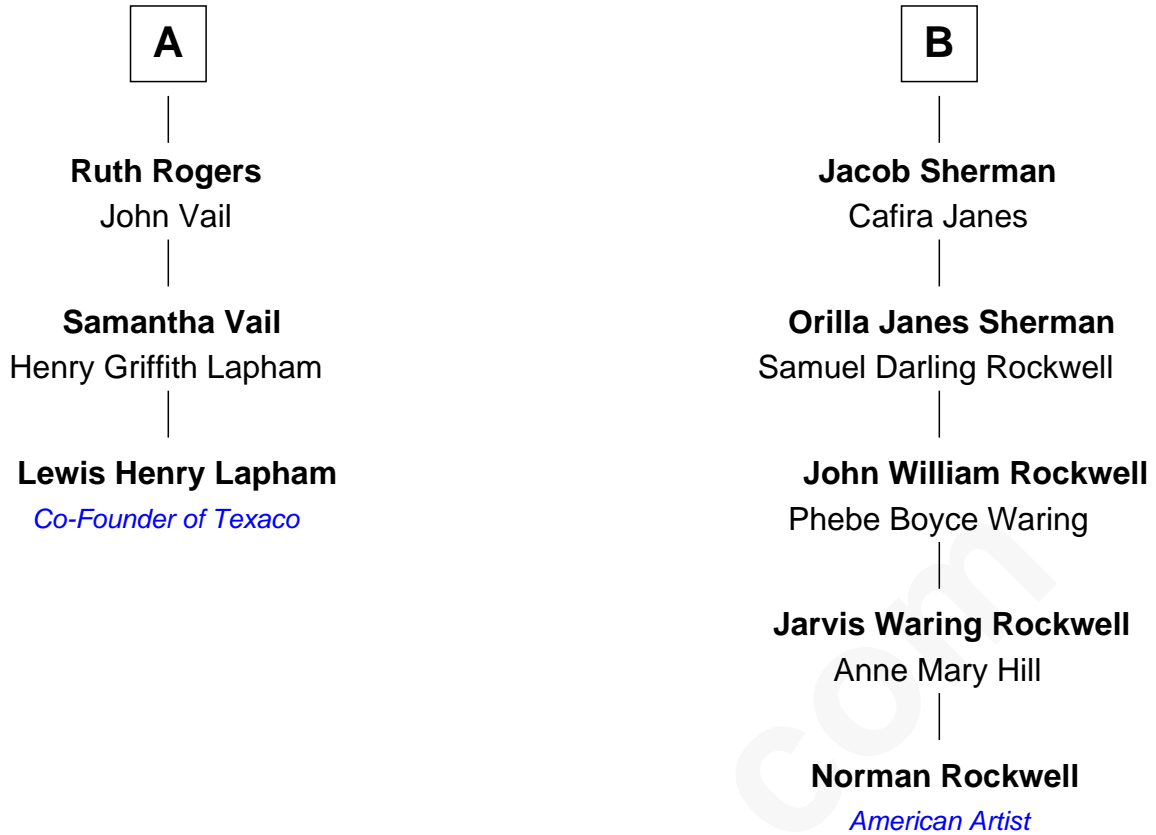 A
Ruth Rogers
John Vail
Samantha Vail
Henry Griffith Lapham
Lewis Henry Lapham
Co-Founder of Texaco
B
Jacob Sherman
Cafira Janes
Orilla Janes Sherman
Samuel Darling Rockwell
John William Rockwell
Phebe Boyce Waring
Jarvis Waring Rockwell
Anne Mary Hill
Norman Rockwell
American Artist
com